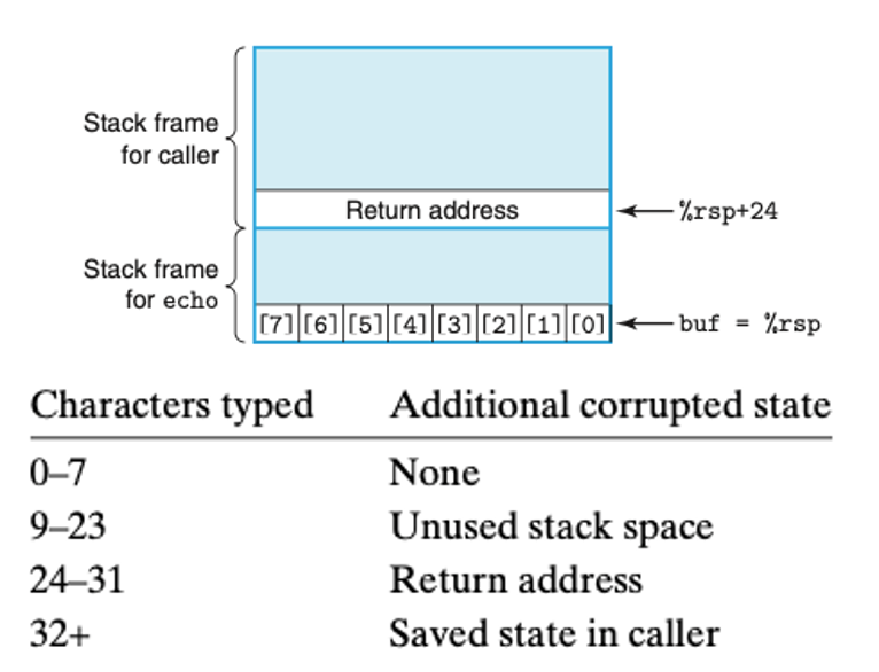 Stack frame
for caller
Return address
%rsp+24
Stack frame
for echo
[7] [6] [5] [4] [3] [2] [1] [0]
buf = %rsp
Characters typed Additional corrupted state
0–7 None
9–23 Unused stack space
24–31 Return address
32+ Saved state in caller